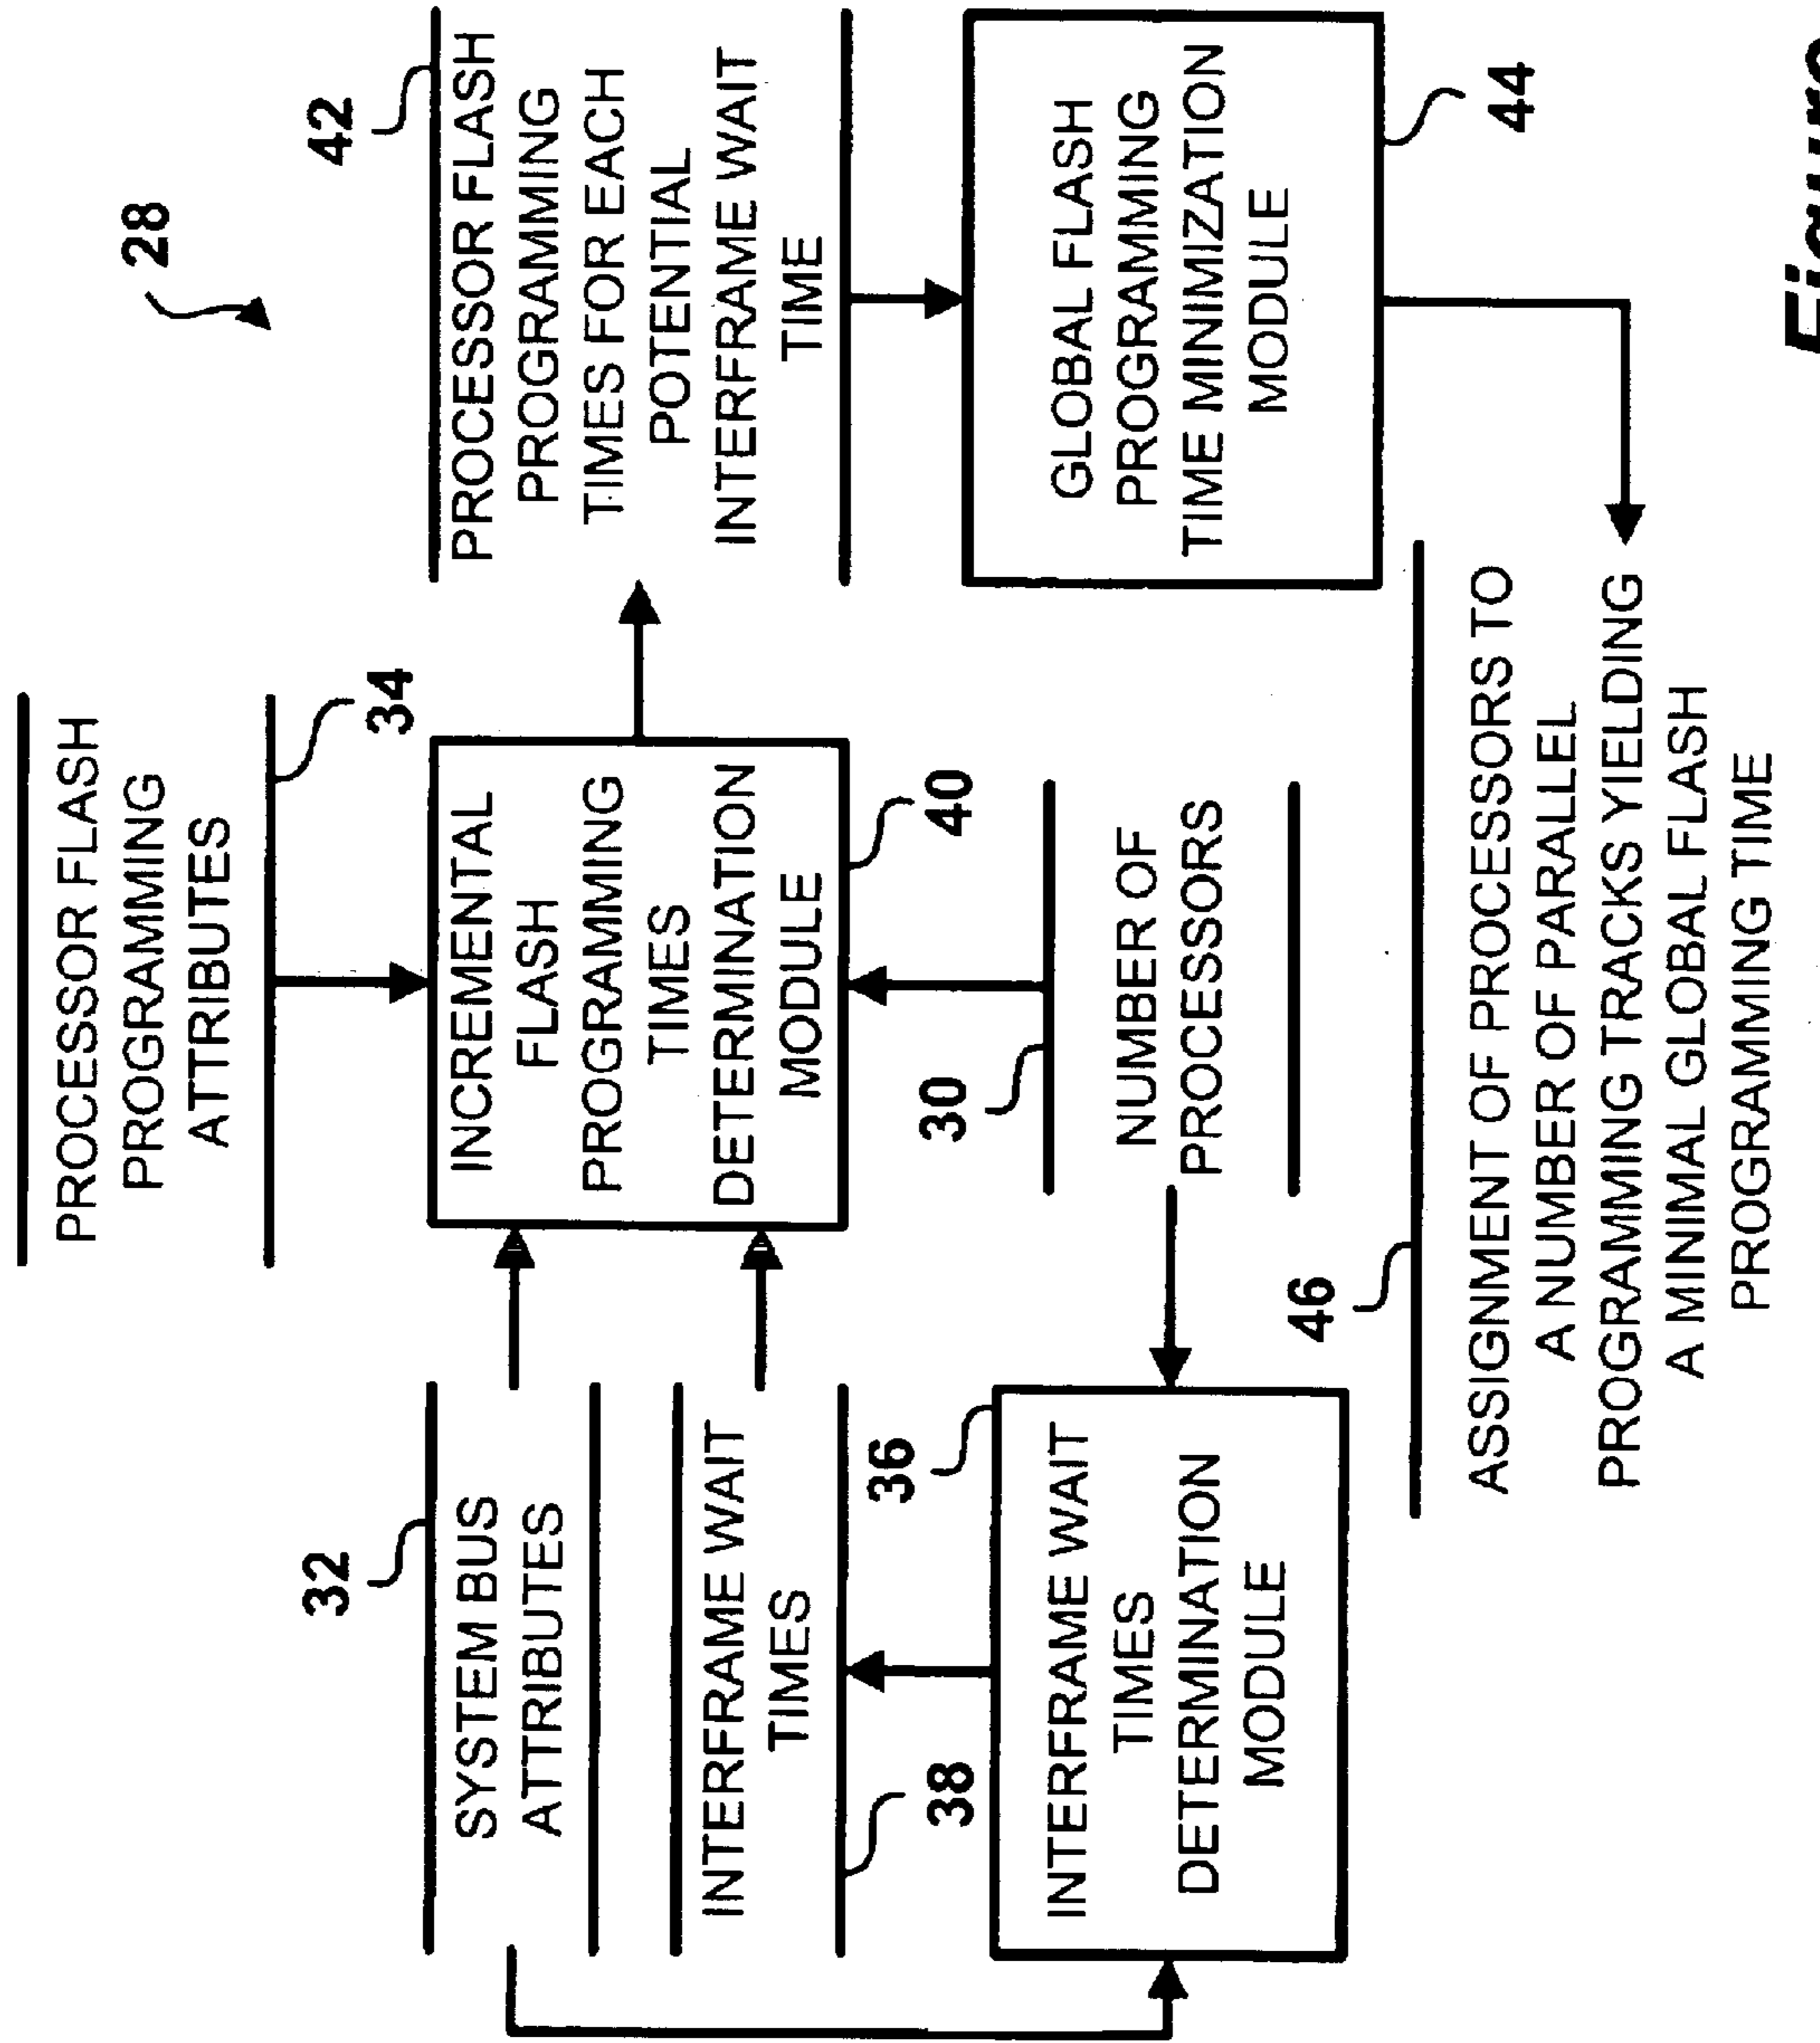 28
PROCESSOR FLASH
PROGRAMMING
ATTRIBUTES
34
32
SYSTEM BUS
ATTRIBUTES
INTERFRAME WAIT
TIMES
38
INCREMENTAL
FLASH
PROGRAMMING
TIMES
DETERMINATION
MODULE
40
42
PROCESSOR FLASH
PROGRAMMING
TIMES FOR EACH
POTENTIAL
INTERFRAME WAIT
TIME
36
INTERFRAME WAIT
TIMES
DETERMINATION
MODULE
30
NUMBER OF
PROCESSORS
GLOBAL FLASH
PROGRAMMING
TIME MINIMIZATION
MODULE
44
46
ASSIGNMENT OF PROCESSORS TO
A NUMBER OF PARALLEL
PROGRAMMING TRACKS YIELDING
A MINIMAL GLOBAL FLASH
PROGRAMMING TIME
Figure